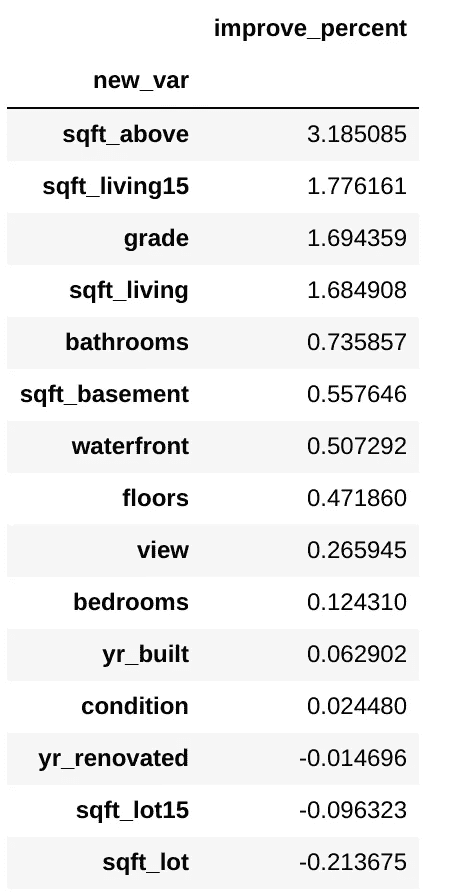 improve_percent
new_var
sqft_above 3.185085
sqft_living15 1.776161
grade 1.694359
sqft_living 1.684908
bathrooms 0.735857
sqft_basement 0.557646
waterfront 0.507292
floors 0.471860
view 0.265945
bedrooms 0.124310
yr_built 0.062902
condition 0.024480
yr_renovated -0.014696
sqft_lot15 -0.096323
sqft_lot -0.213675